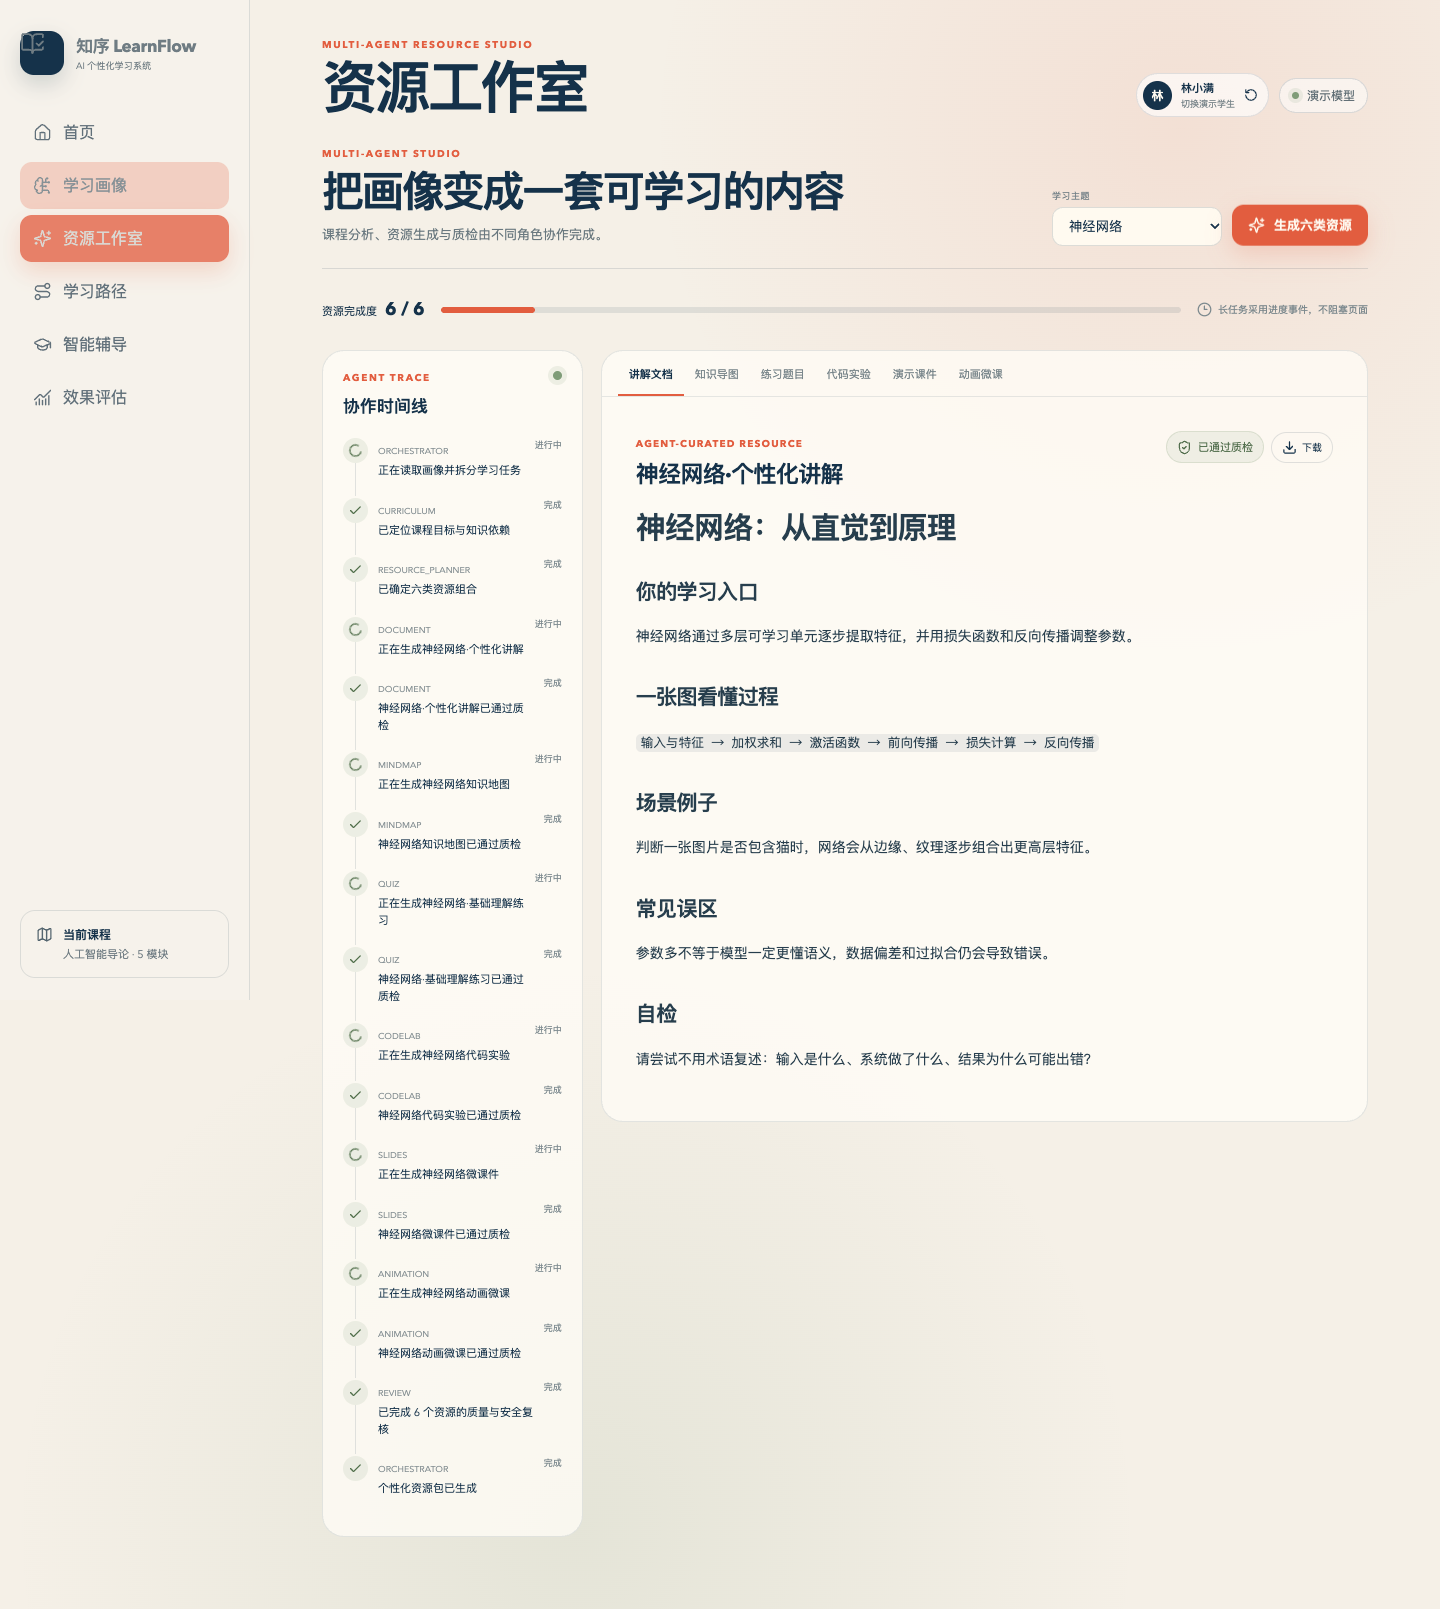 知序 LearnFlow
AI 个性化学习系统
首页
学习画像
资源工作室
学习路径
智能辅导
效果评估
当前课程
人工智能导论 · 5 模块
MULTI-AGENT RESOURCE STUDIO
资源工作室
林
林小满
切换演示学生
演示模型
MULTI-AGENT STUDIO
把画像变成一套可学习的内容
课程分析、资源生成与质检由不同角色协作完成。
学习主题
神经网络
生成六类资源
资源完成度 6 / 6
长任务采用进度事件，不阻塞页面
AGENT TRACE
协作时间线
ORCHESTRATOR
进行中
正在读取画像并拆分学习任务
CURRICULUM
完成
已定位课程目标与知识依赖
RESOURCE_PLANNER
完成
已确定六类资源组合
DOCUMENT
进行中
正在生成神经网络·个性化讲解
DOCUMENT
完成
神经网络·个性化讲解已通过质
检
MINDMAP
进行中
正在生成神经网络知识地图
MINDMAP
完成
神经网络知识地图已通过质检
QUIZ
进行中
正在生成神经网络·基础理解练
习
QUIZ
完成
神经网络·基础理解练习已通过
质检
CODELAB
进行中
正在生成神经网络代码实验
CODELAB
完成
神经网络代码实验已通过质检
SLIDES
进行中
正在生成神经网络微课件
SLIDES
完成
神经网络微课件已通过质检
ANIMATION
进行中
正在生成神经网络动画微课
ANIMATION
完成
神经网络动画微课已通过质检
REVIEW
完成
已完成 6 个资源的质量与安全复
核
ORCHESTRATOR
完成
个性化资源包已生成
讲解文档 知识导图 练习题目 代码实验 演示课件 动画微课
AGENT-CURATED RESOURCE
已通过质检
下载
神经网络·个性化讲解
神经网络：从直觉到原理
你的学习入口
神经网络通过多层可学习单元逐步提取特征，并用损失函数和反向传播调整参数。
一张图看懂过程
输入与特征 → 加权求和 → 激活函数 → 前向传播 → 损失计算 → 反向传播
场景例子
判断一张图片是否包含猫时，网络会从边缘、纹理逐步组合出更高层特征。
常见误区
参数多不等于模型一定更懂语义，数据偏差和过拟合仍会导致错误。
自检
请尝试不用术语复述：输入是什么、系统做了什么、结果为什么可能出错？